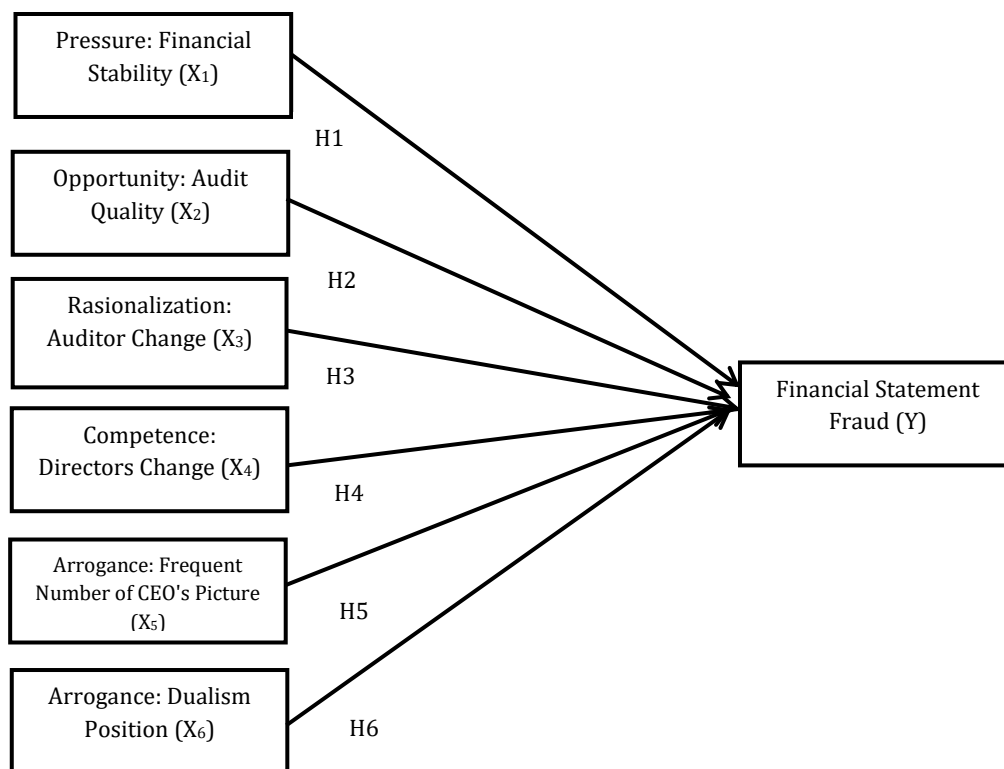 Pressure: Financial
Stability (X₁)
H1
Opportunity: Audit
Quality (X₂)
H2
Rasionalization:
Auditor Change (X₃)
H3
Financial Statement
Fraud (Y)
Competence:
Directors Change (X₄)
H4
Arrogance: Frequent
Number of CEO's Picture
(X₅)
H5
Arrogance: Dualism
Position (X₆)
H6